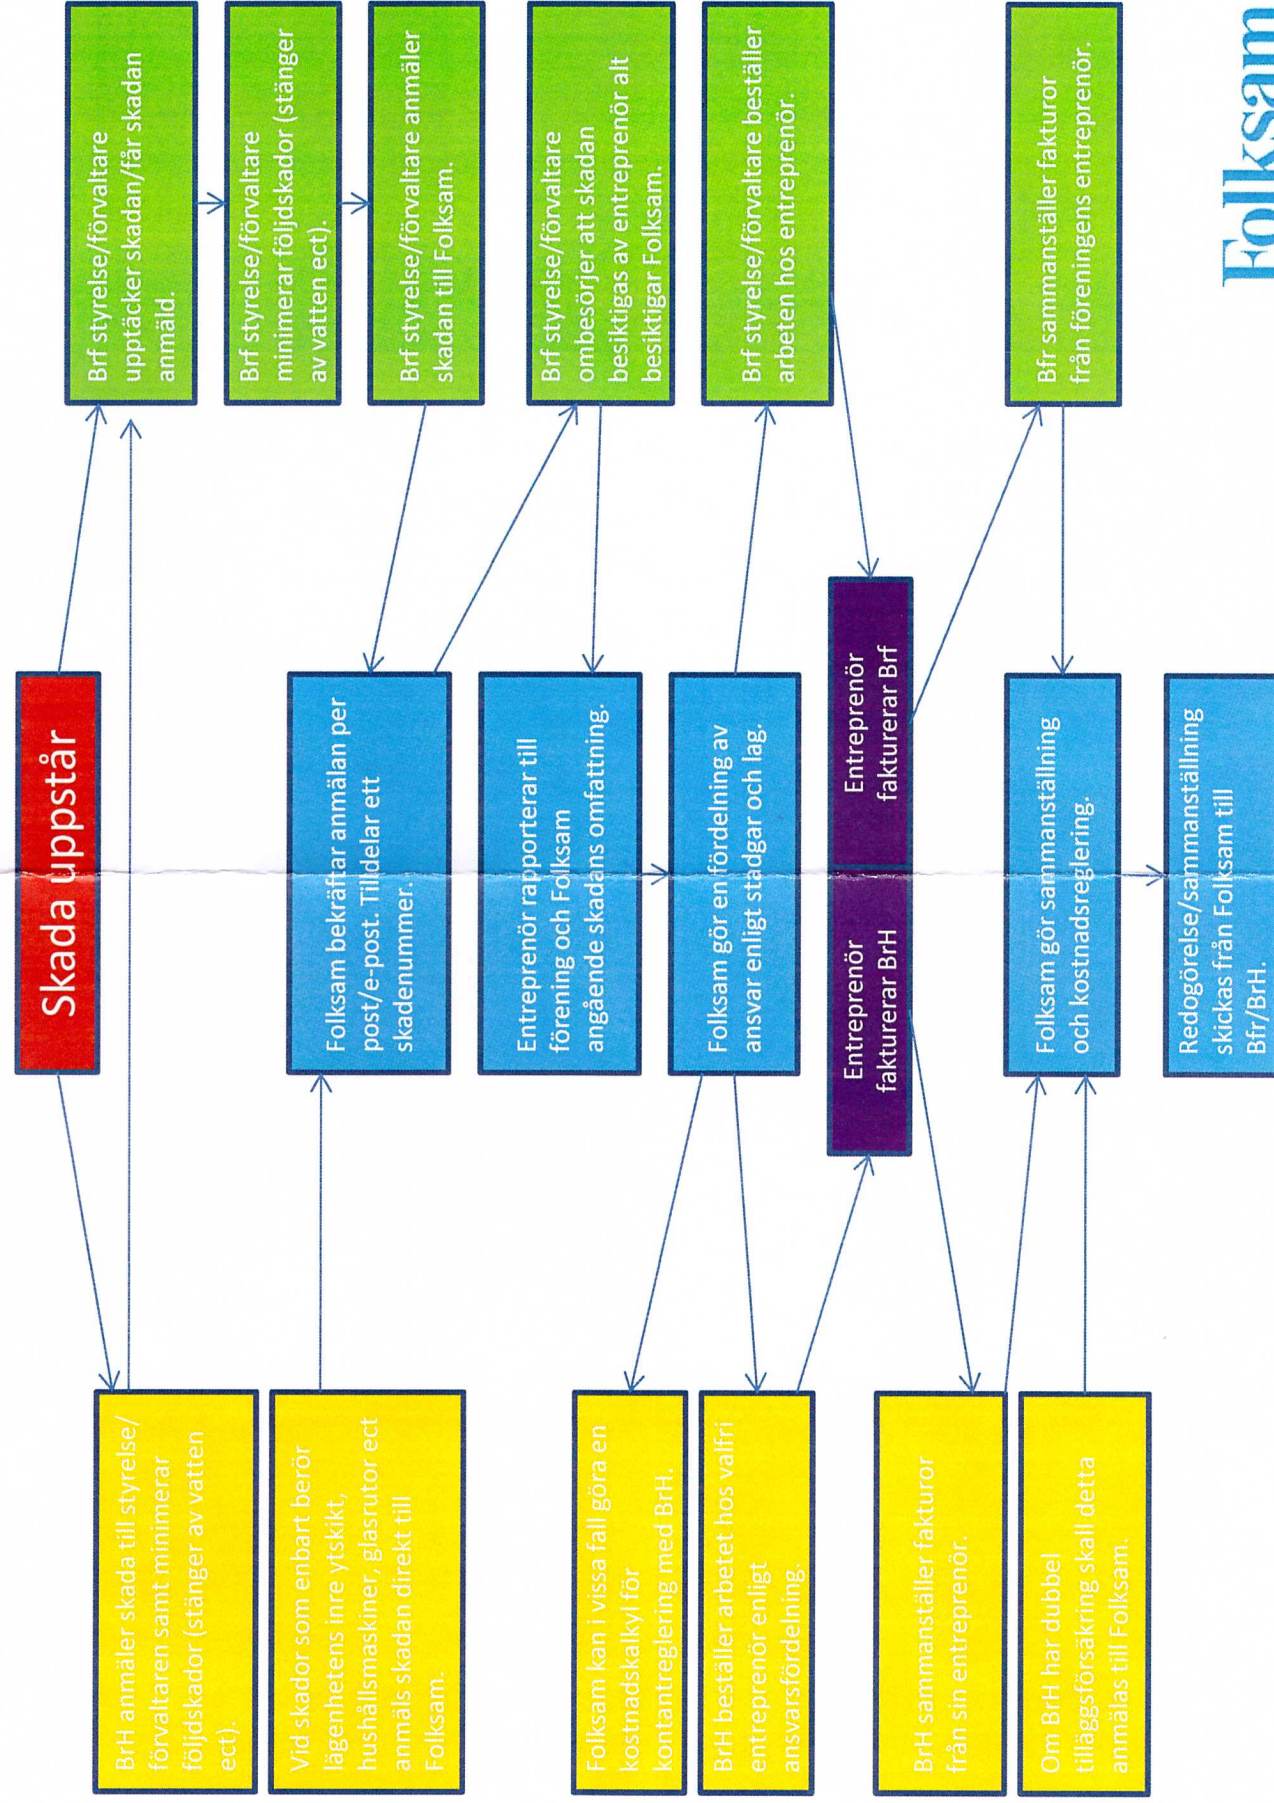 Skada uppstår
BrH anmäler skada till styrelse/
förvaltaren samt minimerar
följdskador (stänger av vatten
ect).
Brf styrelse/förvaltare
upptäcker skadan/får skadan
anmäld.
Brf styrelse/förvaltare
minimerar följdskador (stänger
av vatten ect).
Vid skador som enbart berör
lägenhetens inre ytskikt,
hushållsmaskiner, glasrutor ect
anmäls skadan direkt till
Folksam.
Folksam bekräftar anmälan per
post/e-post. Tilldelar ett
skadenummer.
Brf styrelse/förvaltare anmäler
skadan till Folksam.
Entreprenör rapporterar till
förening och Folksam
angående skadans omfattning.
Brf styrelse/förvaltare
ombesörjer att skadan
besiktigas av entreprenör alt
besiktigar Folksam.
Folksam kan i vissa fall göra en
kostnadskalkyl för
kontantreglering med BrH.
Folksam gör en fördelning av
ansvar enligt stadgar och lag.
Brf styrelse/förvaltare beställer
arbeten hos entreprenör.
BrH beställer arbetet hos valfri
entreprenör enligt
ansvarsfördelning.
Entreprenör
fakturerar BrH
Entreprenör
fakturerar Brf
BrH sammanställer fakturor
från sin entreprenör.
Folksam gör sammanställning
och kostnadsreglering.
Bfr sammanställer fakturor
från föreningens entreprenör.
Om BrH har dubbel
tilläggsförsäkring skall detta
anmälas till Folksam.
Redogörelse/sammanställning
skickas från Folksam till
Bfr/BrH.
Folksam